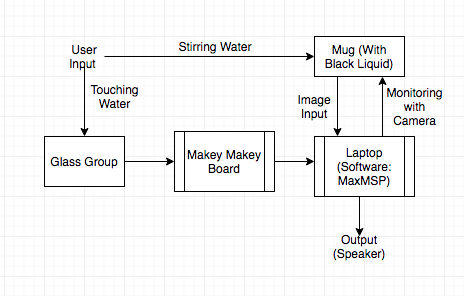 User
Input
Stirring Water
Mug (With
Black Liquid)
Touching
Water
Image
Input
Monitoring
with
Camera
Glass Group
Makey Makey
Board
Laptop
(Software:
MaxMSP)
Output
(Speaker)